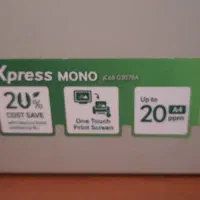 Xpress MONO
20%
COST SAVE
One Touch
Print Screen
Up to
20 A4
ppm